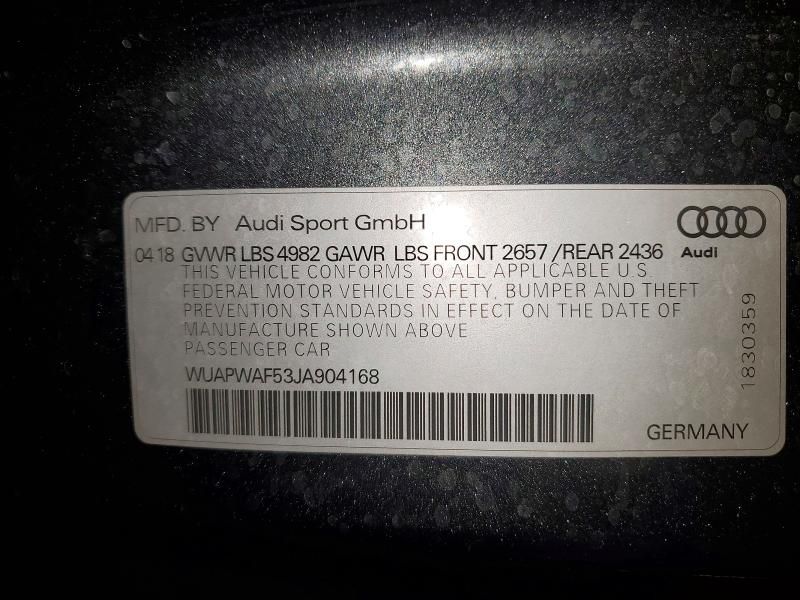 MFD. BY Audi Sport GmbH
04 18 GVWR LBS 4982 GAWR LBS FRONT 2657 /REAR 2436
Audi
THIS VEHICLE CONFORMS TO ALL APPLICABLE U.S.
FEDERAL MOTOR VEHICLE SAFETY, BUMPER AND THEFT
PREVENTION STANDARDS IN EFFECT ON THE DATE OF
MANUFACTURE SHOWN ABOVE
PASSENGER CAR
WUAPWAF53JA904168
GERMANY
1830359